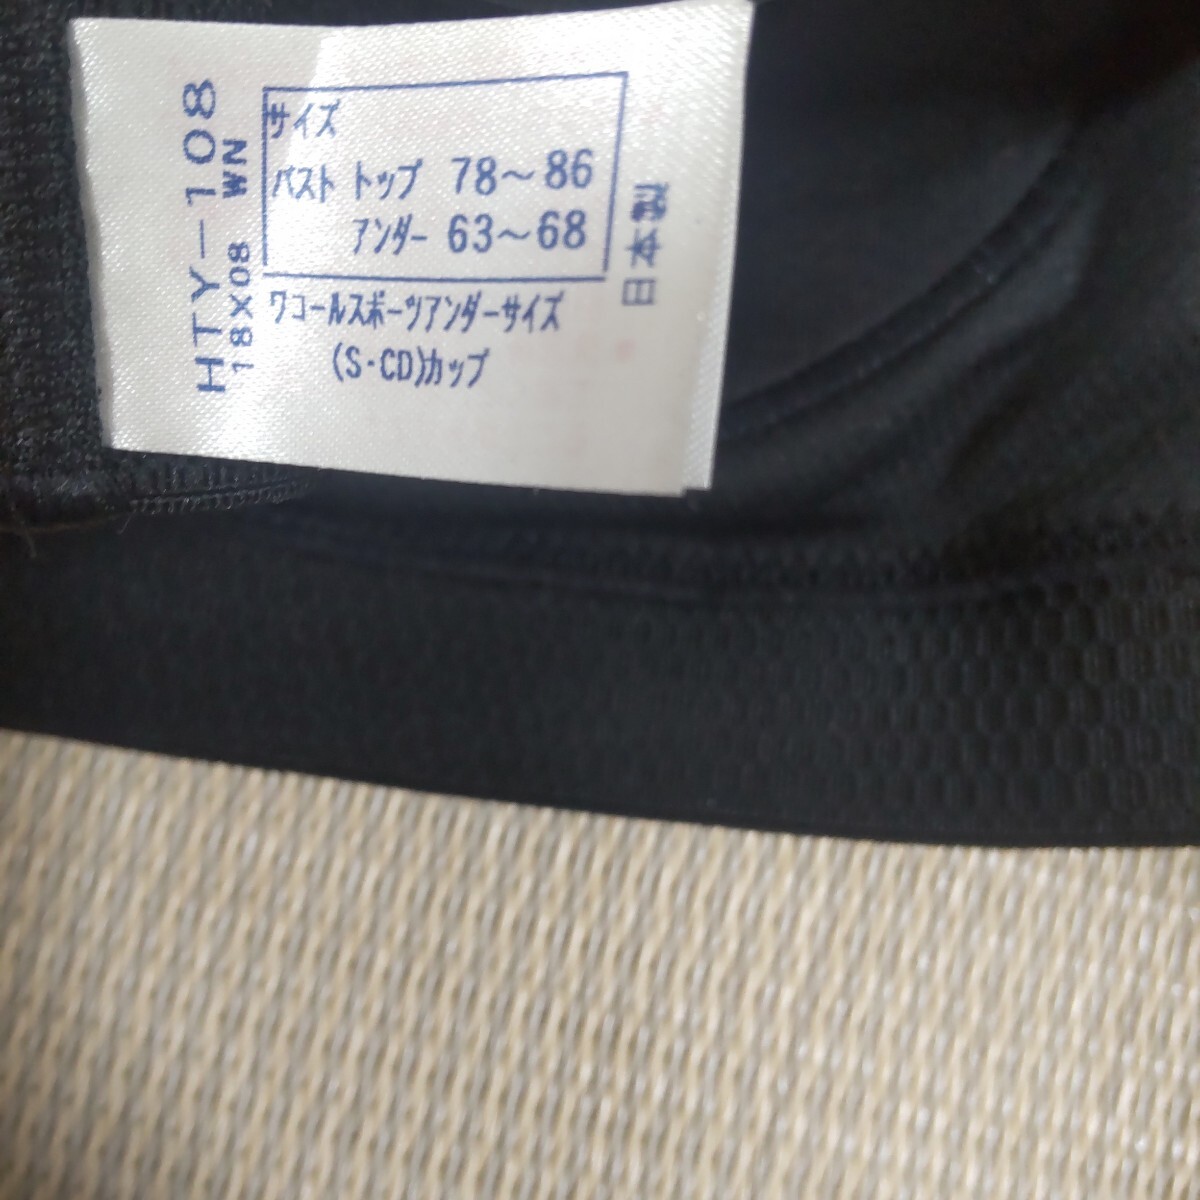 サイズ
バスト トップ 78～86
アンダー 63～68
ワコールスポーツアンダーサイズ
(S・CD)カップ
日本製
HTY-108
18X08 WN